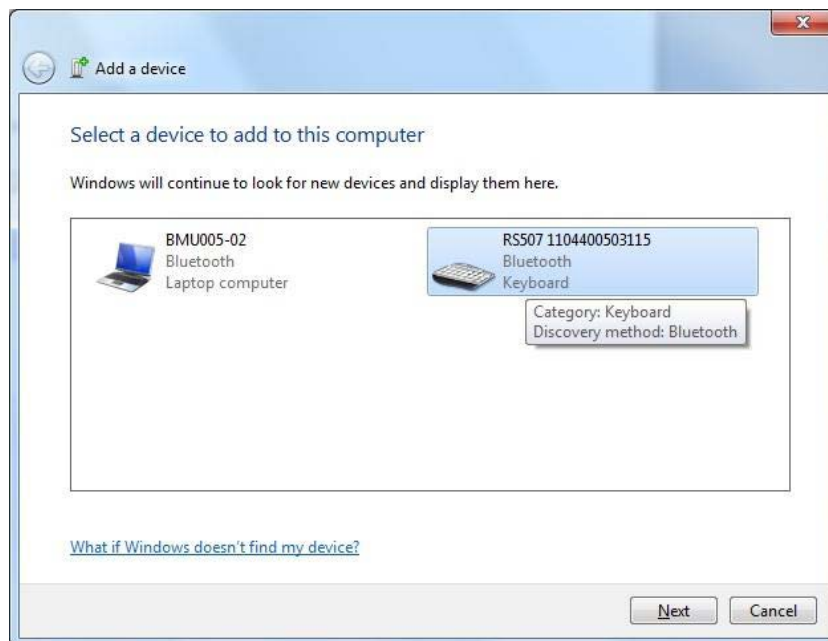 Add a device
Select a device to add to this computer
Windows will continue to look for new devices and display them here.
BMU005-02
Bluetooth
Laptop computer
RS507 1104400503115
Bluetooth
Keyboard
Category: Keyboard
Discovery method: Bluetooth
What if Windows doesn't find my device?
Next
Cancel